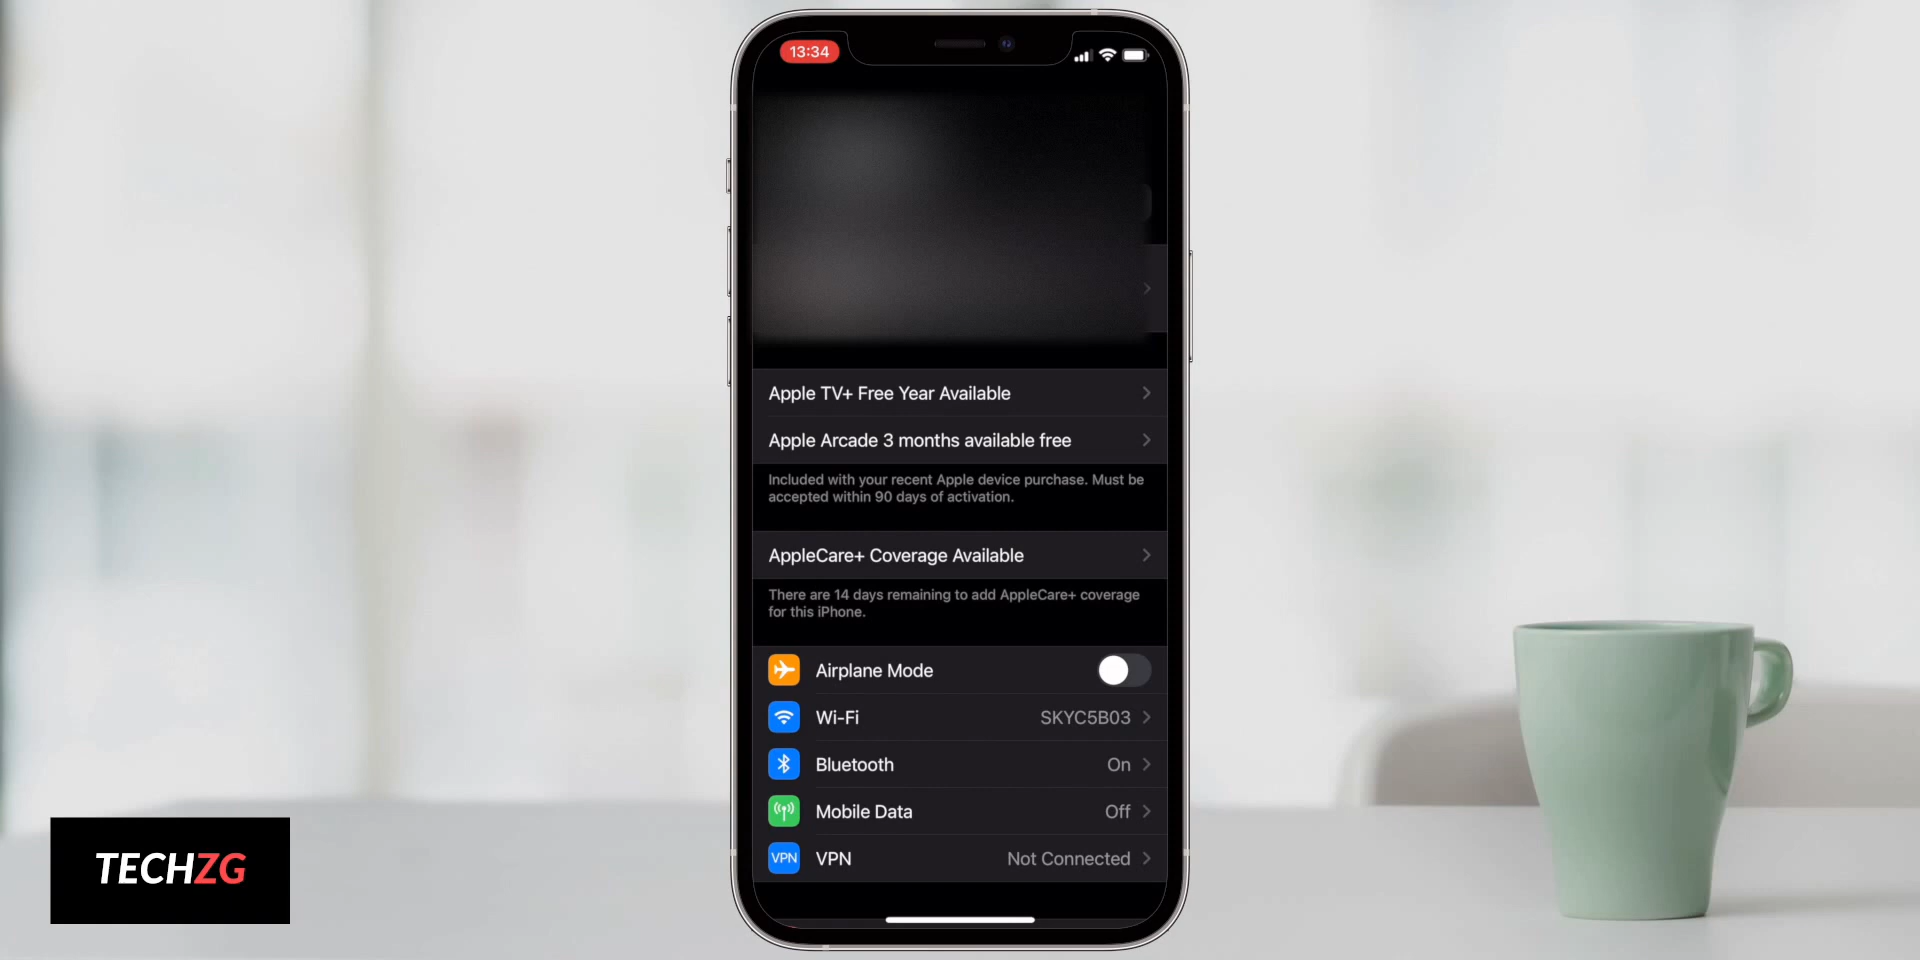 13:34
Apple TV+ Free Year Available
Apple Arcade 3 months available free
Included with your recent Apple device purchase. Must be
accepted within 90 days of activation.
AppleCare+ Coverage Available
There are 14 days remaining to add AppleCare+ coverage
for this iPhone.
Airplane Mode
Wi-Fi SKYC5B03
Bluetooth On
Mobile Data Off
VPN VPN Not Connected
TECHZG